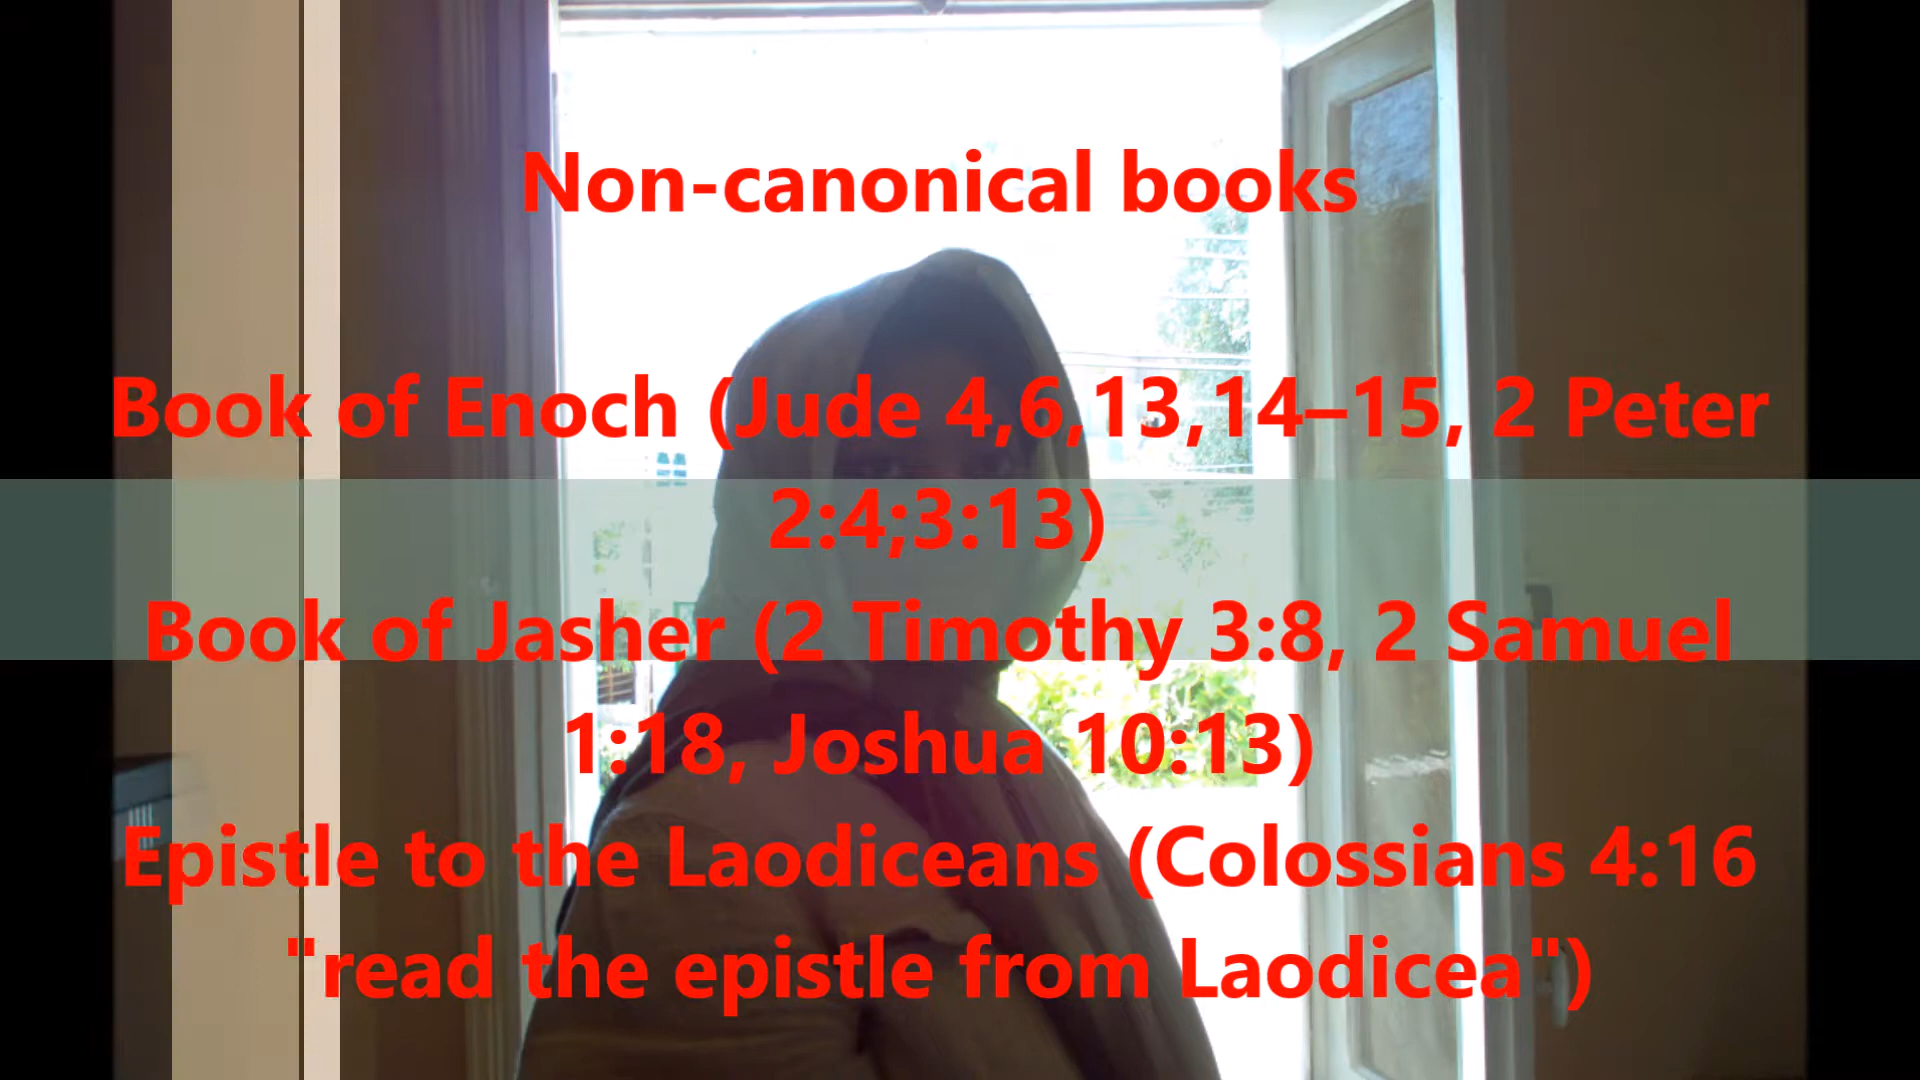 Non-canonical books
Book of Enoch (Jude 4,6,13,14–15, 2 Peter
2:4;3:13)
Book of Jasher (2 Timothy 3:8, 2 Samuel
1:18, Joshua 10:13)
Epistle to the Laodiceans (Colossians 4:16
"read the epistle from Laodicea")